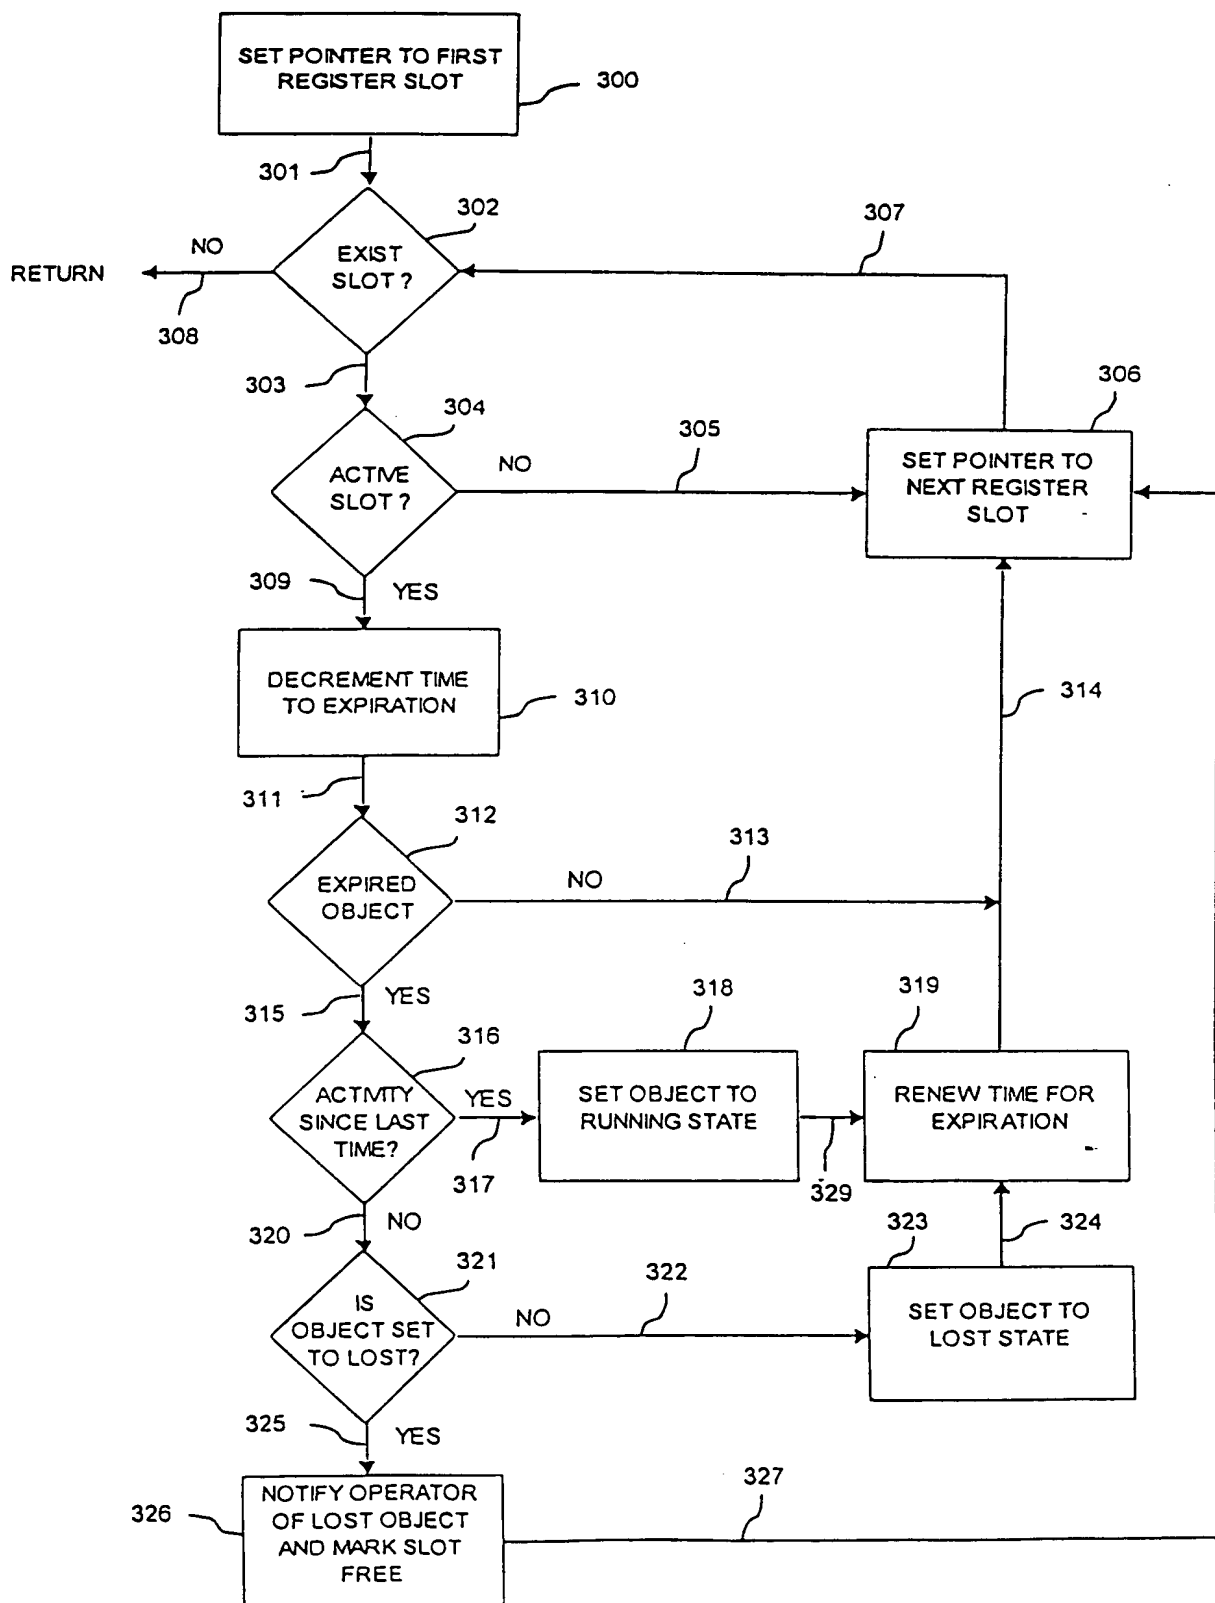 SET POINTER TO FIRST
REGISTER SLOT
300
301
302
307
NO
EXIST
SLOT ?
RETURN
308
303
304
306
305
NO
ACTIVE
SLOT ?
SET POINTER TO
NEXT REGISTER
SLOT
309
YES
DECREMENT TIME
TO EXPIRATION
310
314
311
312
313
NO
EXPIRED
OBJECT
315
YES
318
319
316
ACTIVITY
SINCE LAST
TIME?
YES
317
SET OBJECT TO
RUNNING STATE
329
RENEW TIME FOR
EXPIRATION
320
NO
323
324
321
322
IS
OBJECT SET
TO LOST?
NO
SET OBJECT TO
LOST STATE
325
YES
327
326
NOTIFY OPERATOR
OF LOST OBJECT
AND MARK SLOT
FREE